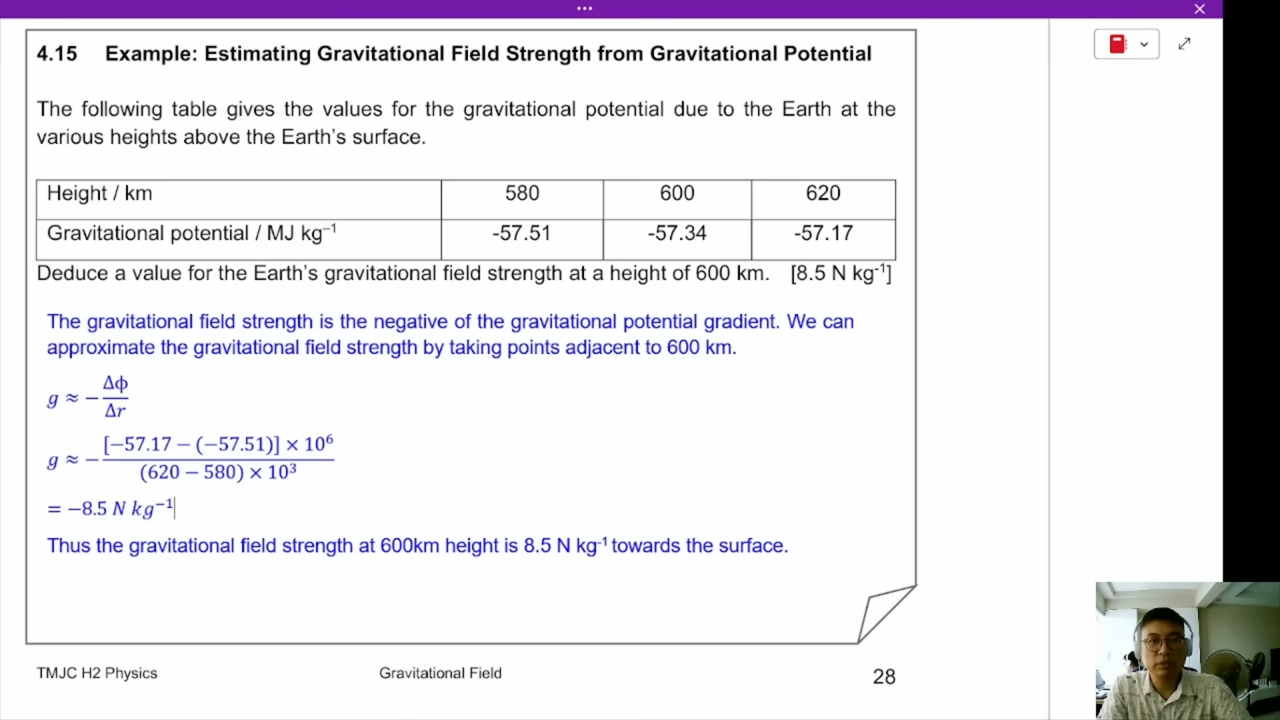 4.15 Example: Estimating Gravitational Field Strength from Gravitational Potential
The following table gives the values for the gravitational potential due to the Earth at the
various heights above the Earth's surface.
Height / km 580 600 620
Gravitational potential / MJ kg⁻¹ -57.51 -57.34 -57.17
Deduce a value for the Earth's gravitational field strength at a height of 600 km. [8.5 N kg⁻¹]
The gravitational field strength is the negative of the gravitational potential gradient. We can
approximate the gravitational field strength by taking points adjacent to 600 km.
g ≈ − Δϕ / Δr
g ≈ − [−57.17 − (−57.51)] × 10⁶ / (620 − 580) × 10³
= −8.5 N kg⁻¹
Thus the gravitational field strength at 600km height is 8.5 N kg⁻¹ towards the surface.
TMJC H2 Physics Gravitational Field 28